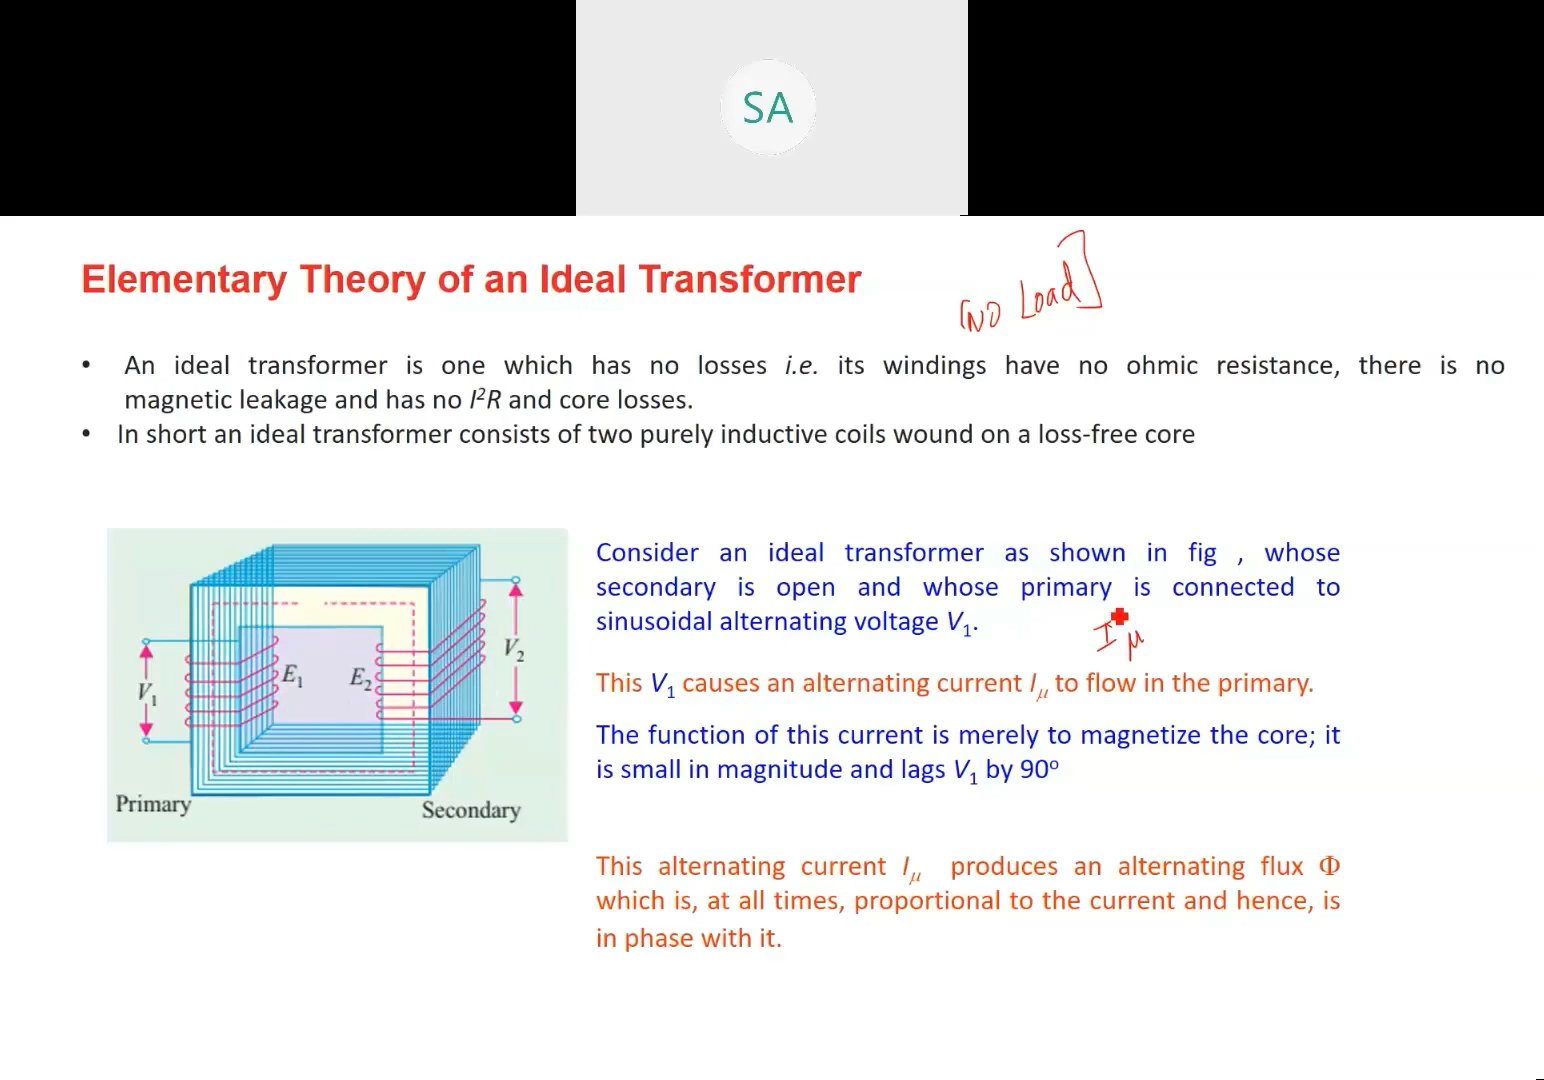 SA
Elementary Theory of an Ideal Transformer
[NO Load]
• An ideal transformer is one which has no losses i.e. its windings have no ohmic resistance, there is no
magnetic leakage and has no I²R and core losses.
• In short an ideal transformer consists of two purely inductive coils wound on a loss-free core
Consider an ideal transformer as shown in fig , whose
secondary is open and whose primary is connected to
sinusoidal alternating voltage V₁.
I μ
This V₁ causes an alternating current Iμ to flow in the primary.
The function of this current is merely to magnetize the core; it
is small in magnitude and lags V₁ by 90°
This alternating current Iμ produces an alternating flux Φ
which is, at all times, proportional to the current and hence, is
in phase with it.
V₁
E₁
E₂
V₂
Primary
Secondary